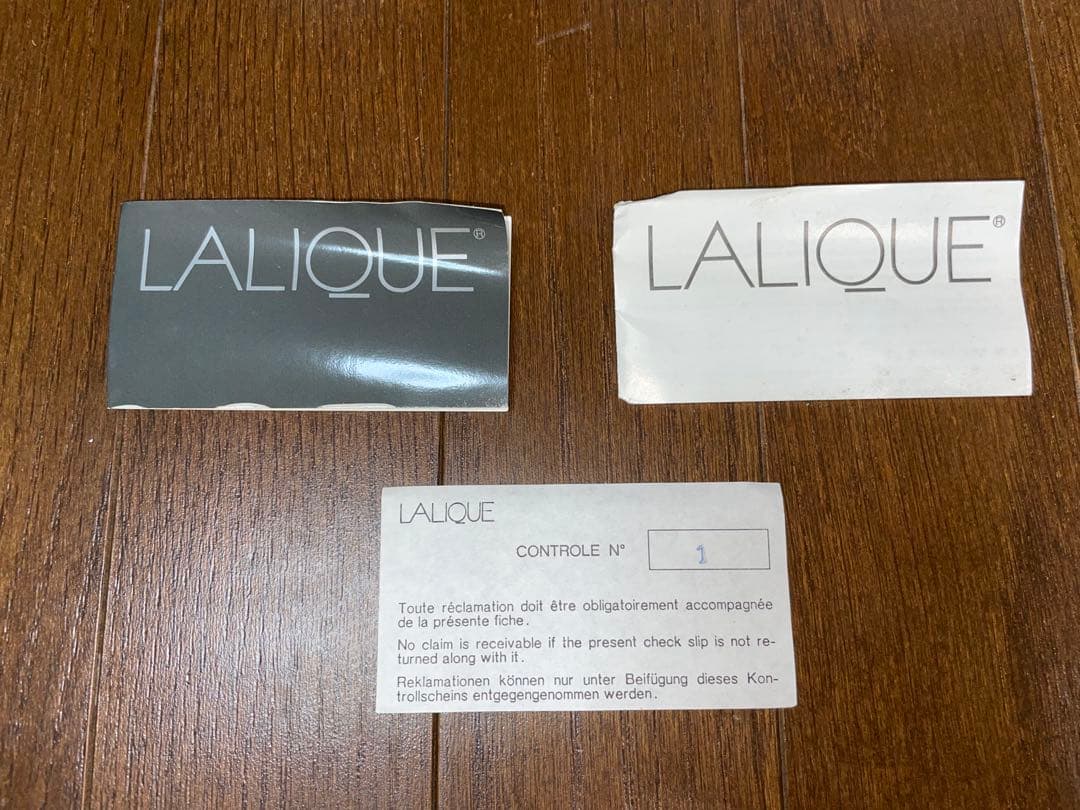 LALIQUE®
LALIQUE®
LALIQUE
CONTROLE N° 1
Toute réclamation doit être obligatoirement accompagnée
de la présente fiche.
No claim is receivable if the present check slip is not re-
turned along with it.
Reklamationen können nur unter Beifügung dieses Kon-
trollscheins entgegengenommen werden.